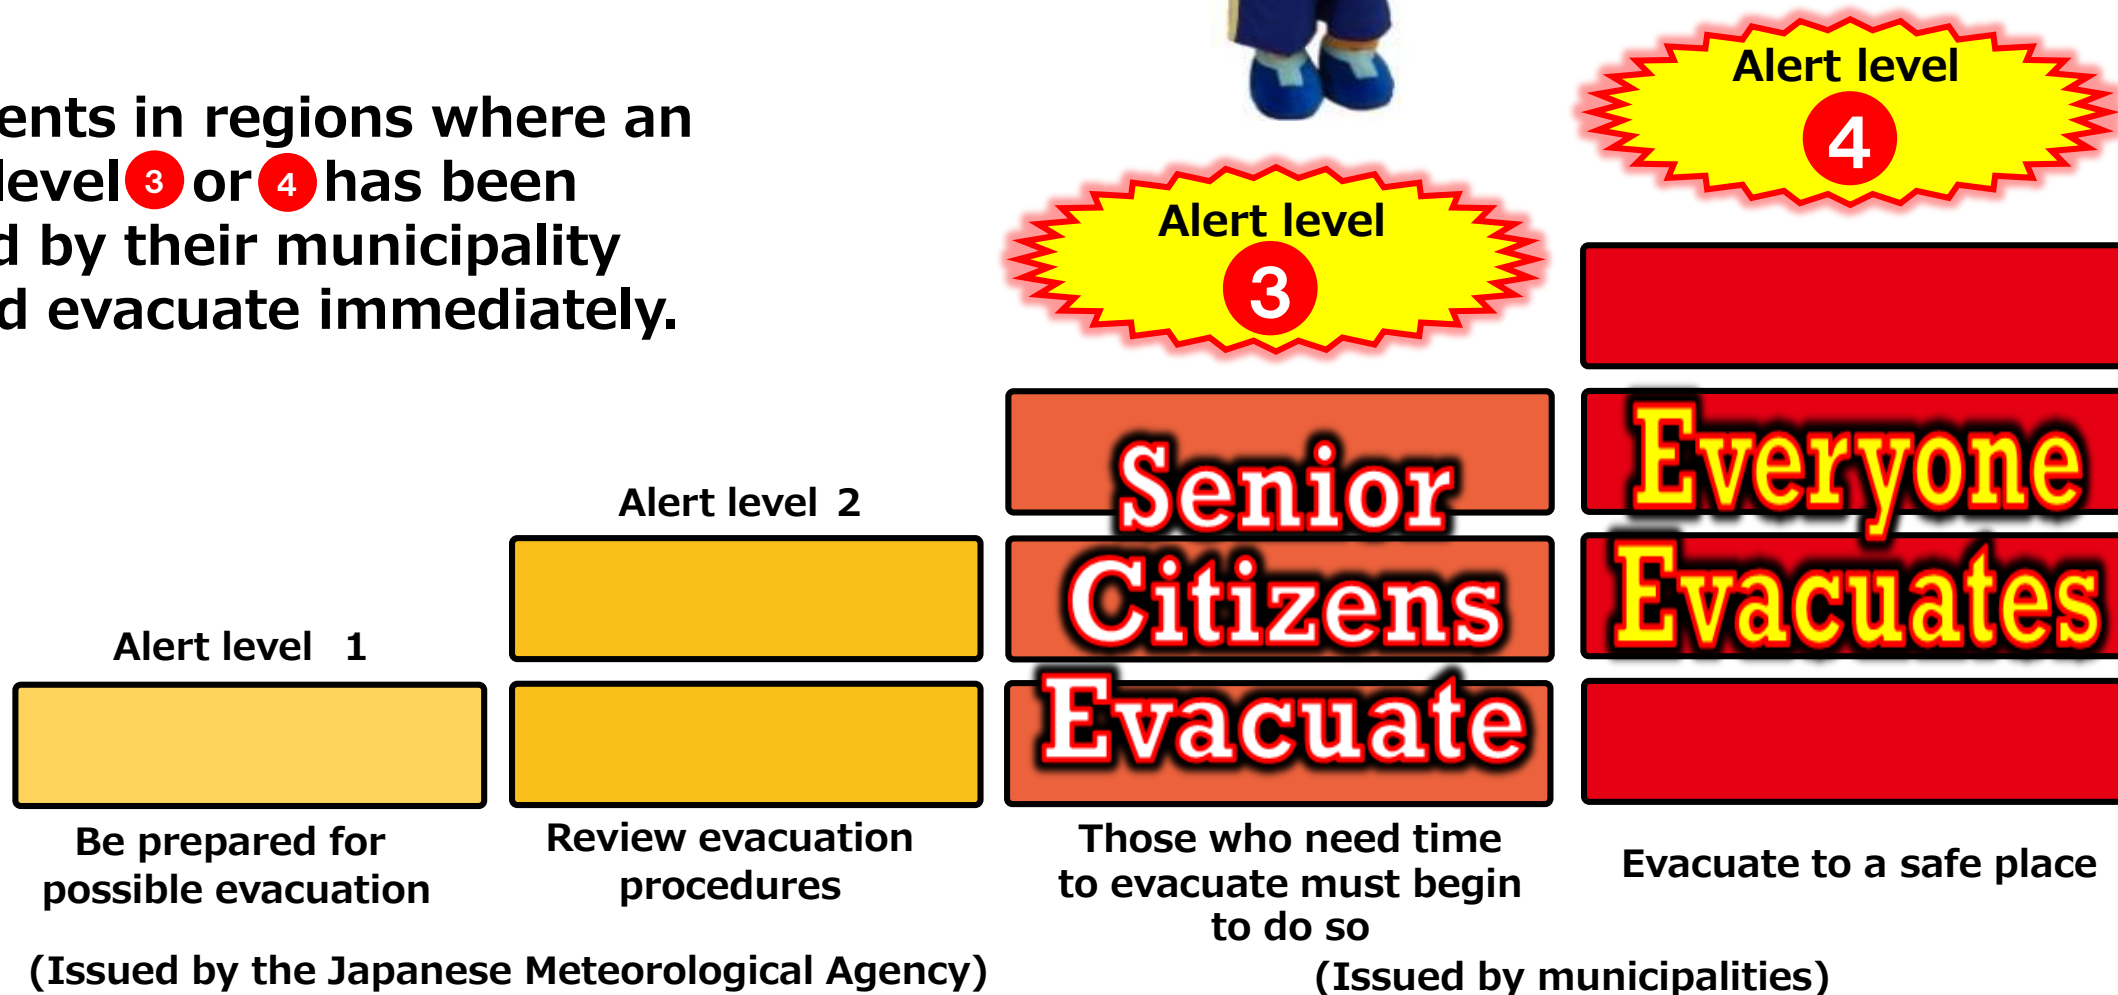 ents in regions where an
level 3 or 4 has been
d by their municipality
d evacuate immediately.
Alert level
4
Alert level
3
Alert level 2
Alert level 1
Senior
Citizens
Evacuate
Everyone
Evacuates
Be prepared for
possible evacuation
Review evacuation
procedures
Those who need time
to evacuate must begin
to do so
Evacuate to a safe place
(Issued by the Japanese Meteorological Agency)
(Issued by municipalities)